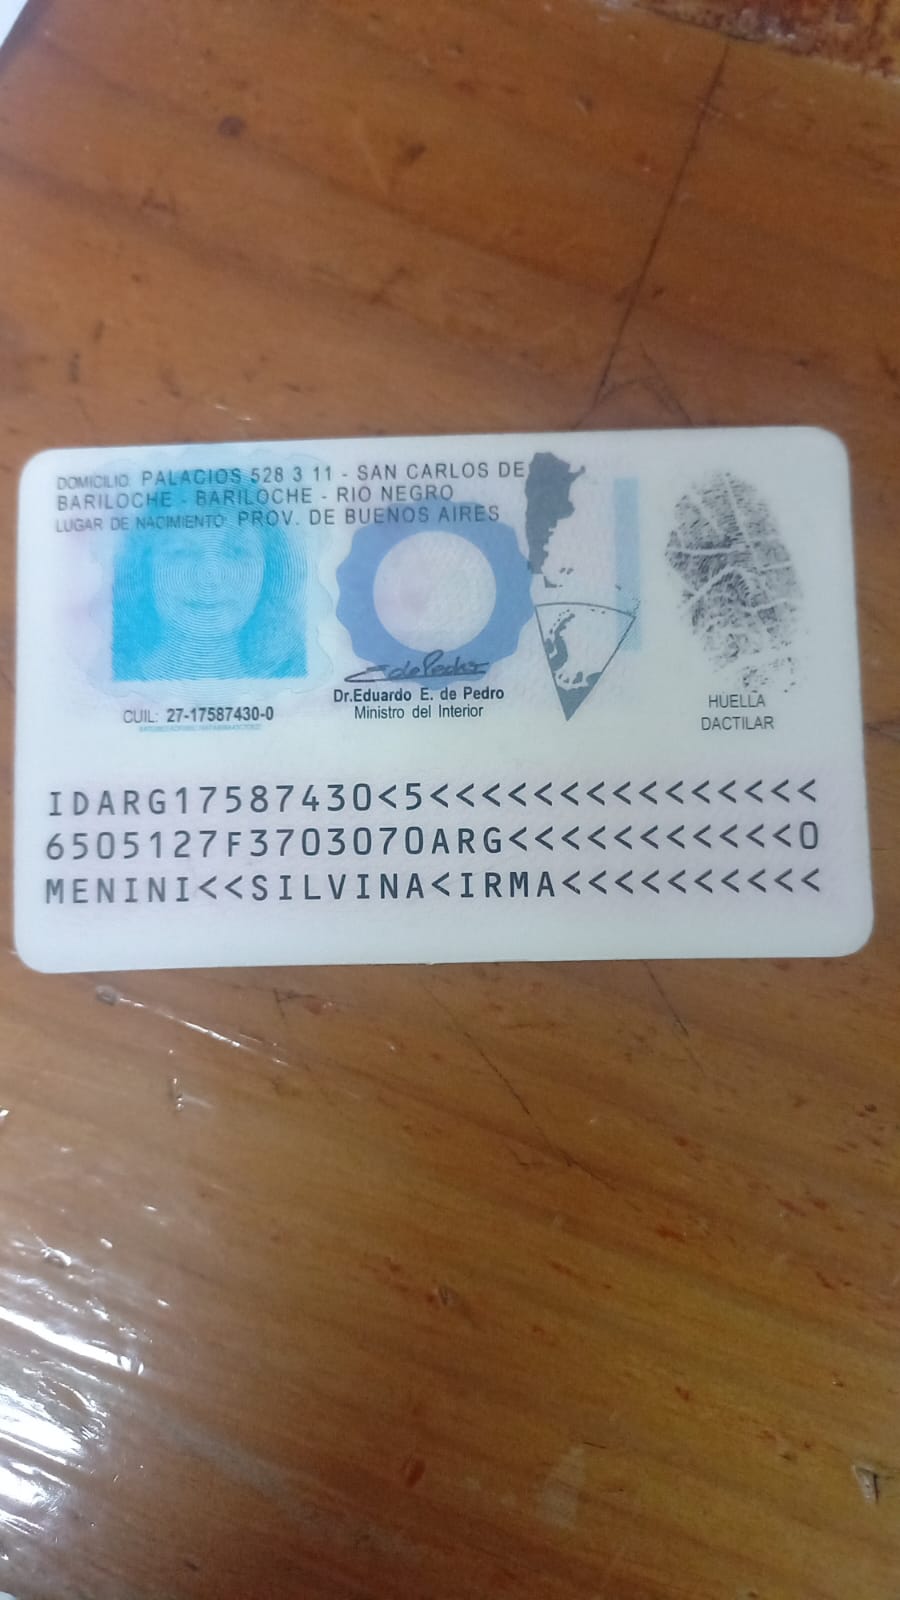 DOMICILIO: PALACIOS 528 3 11 - SAN CARLOS DE
BARILOCHE - BARILOCHE - RIO NEGRO
LUGAR DE NACIMIENTO: PROV. DE BUENOS AIRES
Dr.Eduardo E. de Pedro
Ministro del Interior
CUIL: 27-17587430-0
HUELLA
DACTILAR
IDARG17587430<5<<<<<<<<<<<<<<<
6505127F3703070ARG<<<<<<<<<<<0
MENINI<<SILVINA<IRMA<<<<<<<<<<